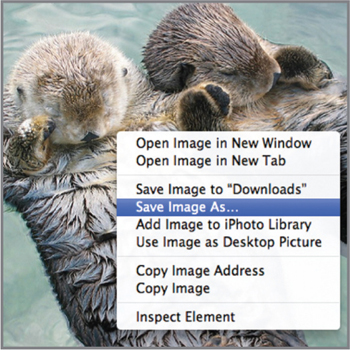 Open Image in New Window
Open Image in New Tab
Save Image to “Downloads”
Save Image As...
Add Image to iPhoto Library
Use Image as Desktop Picture
Copy Image Address
Copy Image
Inspect Element